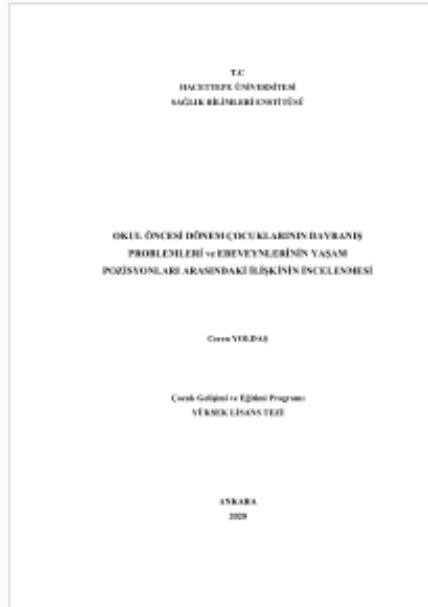 T.C
HACETTEPE ÜNİVERSİTESİ
SAĞLIK BİLİMLERİ ENSTİTÜSÜ
OKUL ÖNCESİ DÖNEM ÇOCUKLARININ DAVRANIŞ
PROBLEMLERİ ve EBEVEYNLERİNİN YAŞAM
POZİSYONLARI ARASINDAKİ İLİŞKİNİN İNCELENMESİ
Ceren YOLDAŞ
Çocuk Gelişimi ve Eğitimi Programı
YÜKSEK LİSANS TEZİ
ANKARA
2020